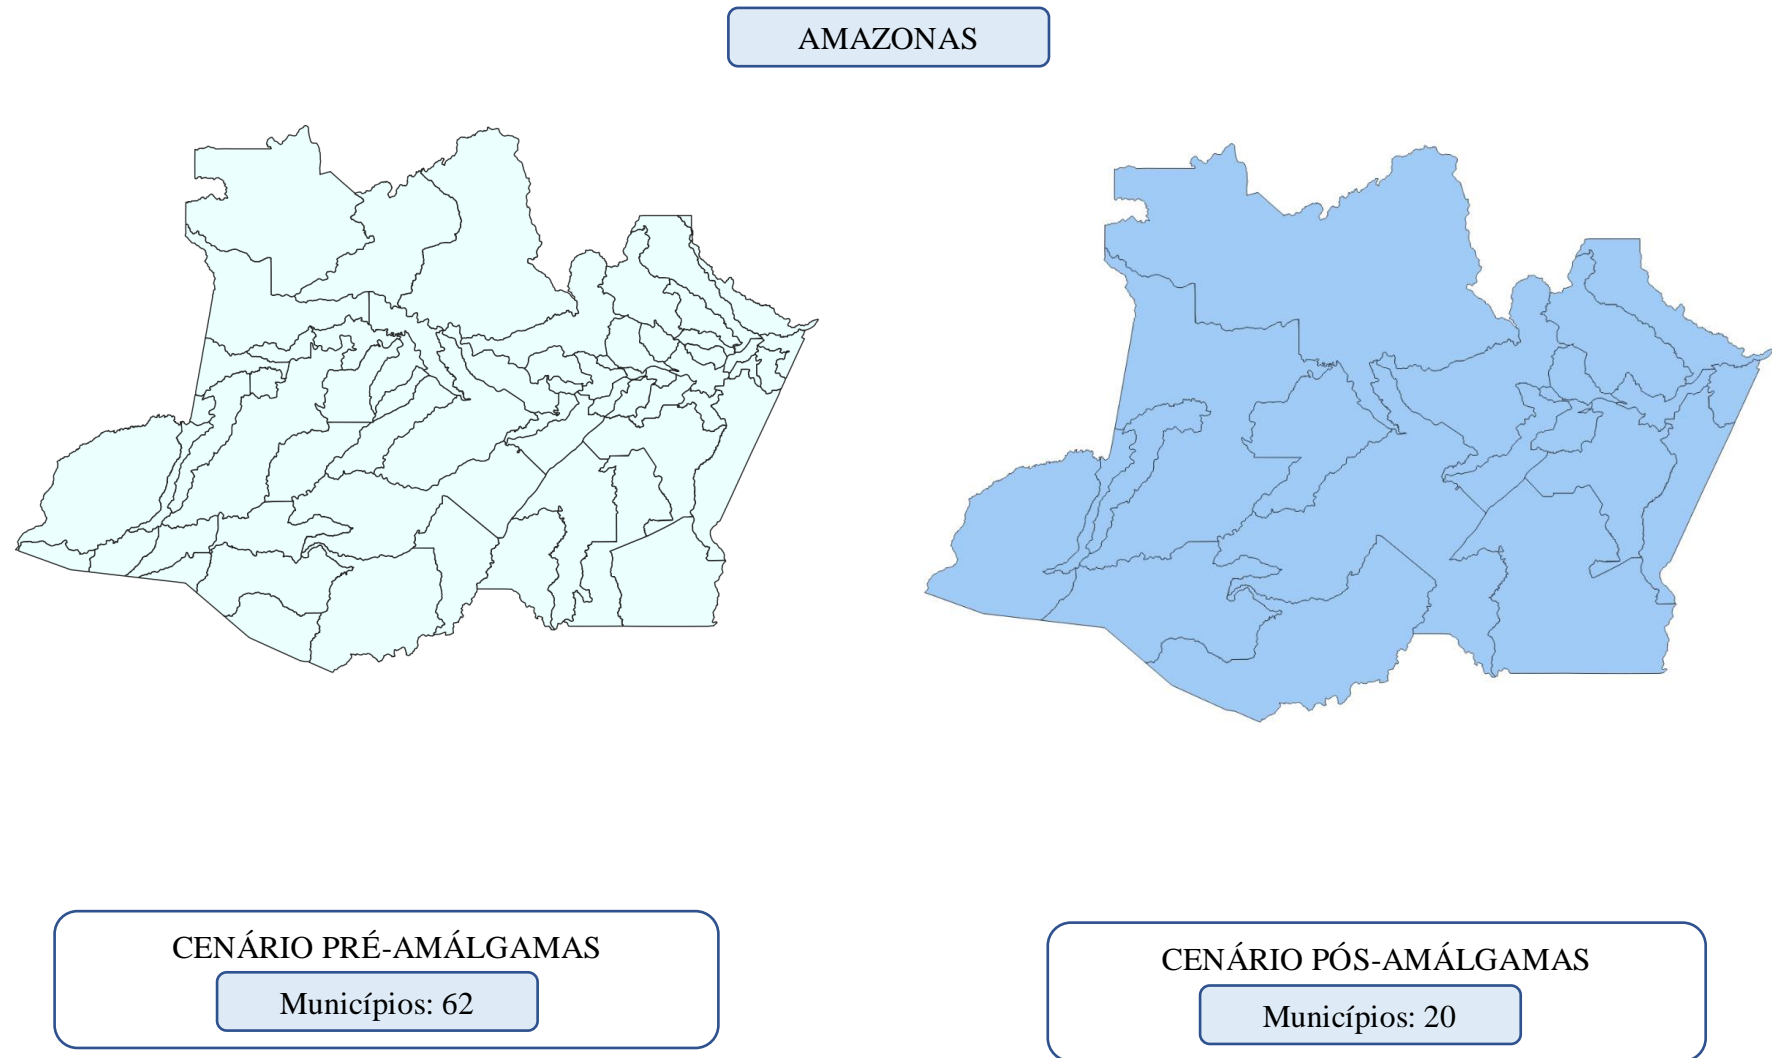 AMAZONAS
CENÁRIO PRÉ-AMÁLGAMAS
Municípios: 62
CENÁRIO PÓS-AMÁLGAMAS
Municípios: 20